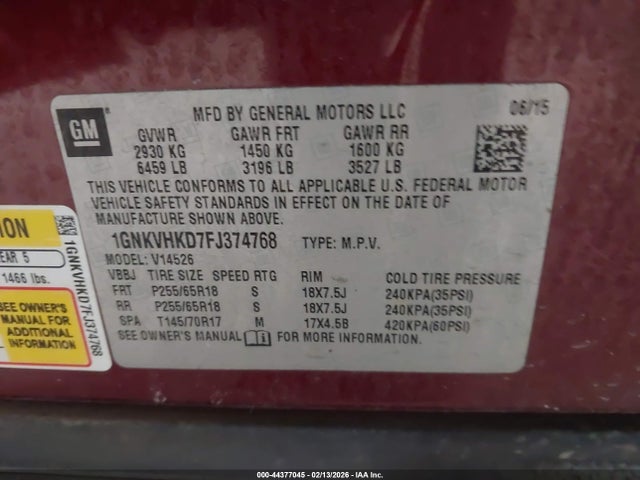 MFD BY GENERAL MOTORS LLC 06/15
GM
GVWR GAWR FRT GAWR RR
2930 KG 1450 KG 1600 KG
6459 LB 3196 LB 3527 LB
THIS VEHICLE CONFORMS TO ALL APPLICABLE U.S. FEDERAL MOTOR
VEHICLE SAFETY STANDARDS IN EFFECT ON THE DATE OF
MANUFACTURE SHOWN ABOVE.
1GNKVHKD7FJ374768 TYPE: M.P.V.
MODEL: V14526
VBBJ TIRE SIZE SPEED RTG RIM COLD TIRE PRESSURE
FRT P255/65R18 S 18X7.5J 240KPA(35PSI)
RR P255/65R18 S 18X7.5J 240KPA(35PSI)
SPA T145/70R17 M 17X4.5B 420KPA(60PSI)
SEE OWNER'S MANUAL FOR MORE INFORMATION.
TION
EAR 5
1466 lbs.
SEE OWNER'S
MANUAL FOR
ADDITIONAL
INFORMATION
1GNKVHKD7FJ374768
000-44377045 - 02/13/2026 - IAA Inc.